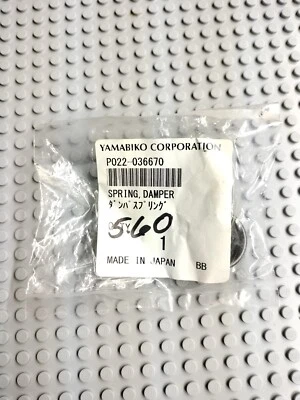 YAMABIKO CORPORATION
P022-036670
SPRING, DAMPER
ダンパスプリング
560
1
MADE IN JAPAN BB